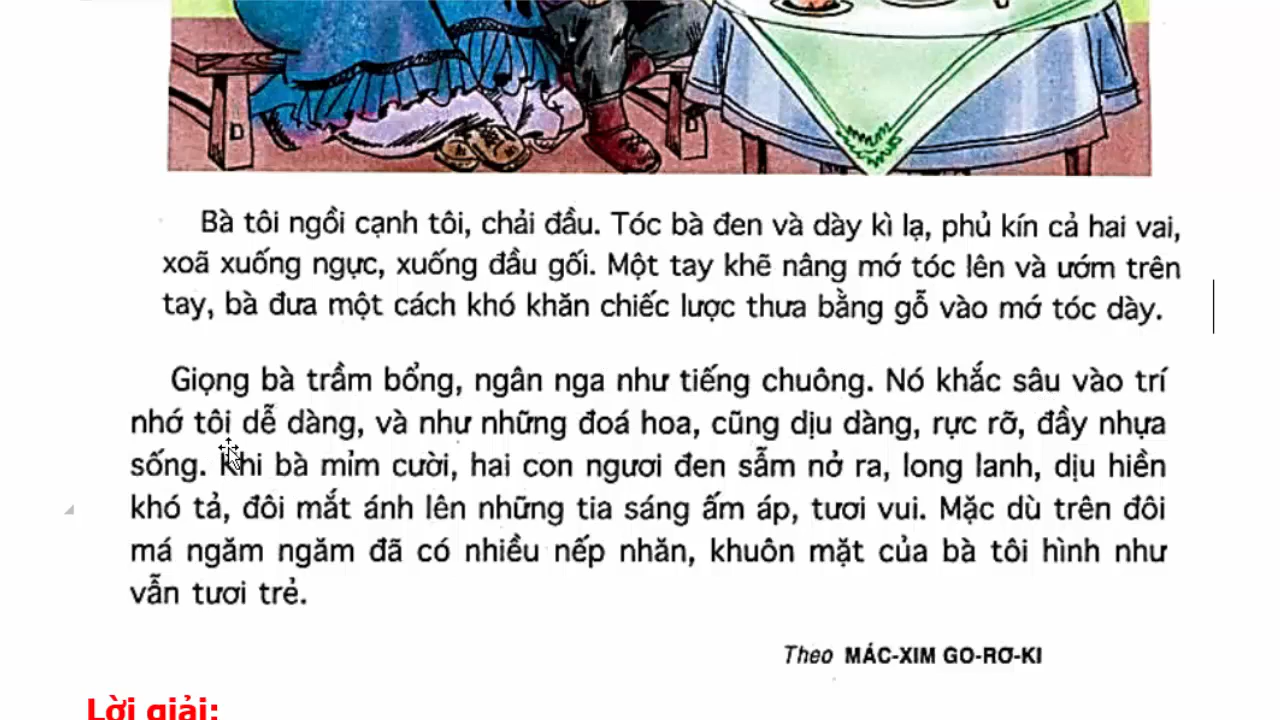 Bà tôi ngồi cạnh tôi, chải đầu. Tóc bà đen và dày kì lạ, phủ kín cả hai vai,
xoã xuống ngực, xuống đầu gối. Một tay khẽ nâng mớ tóc lên và ướm trên
tay, bà đưa một cách khó khăn chiếc lược thưa bằng gỗ vào mớ tóc dày.
Giọng bà trầm bổng, ngân nga như tiếng chuông. Nó khắc sâu vào trí
nhớ tôi dễ dàng, và như những đoá hoa, cũng dịu dàng, rực rỡ, đầy nhựa
sống. Khi bà mỉm cười, hai con ngươi đen sẫm nở ra, long lanh, dịu hiền
khó tả, đôi mắt ánh lên những tia sáng ấm áp, tươi vui. Mặc dù trên đôi
má ngăm ngăm đã có nhiều nếp nhăn, khuôn mặt của bà tôi hình như
vẫn tươi trẻ.
Theo MÁC-XIM GO-RƠ-KI
Lời giải: